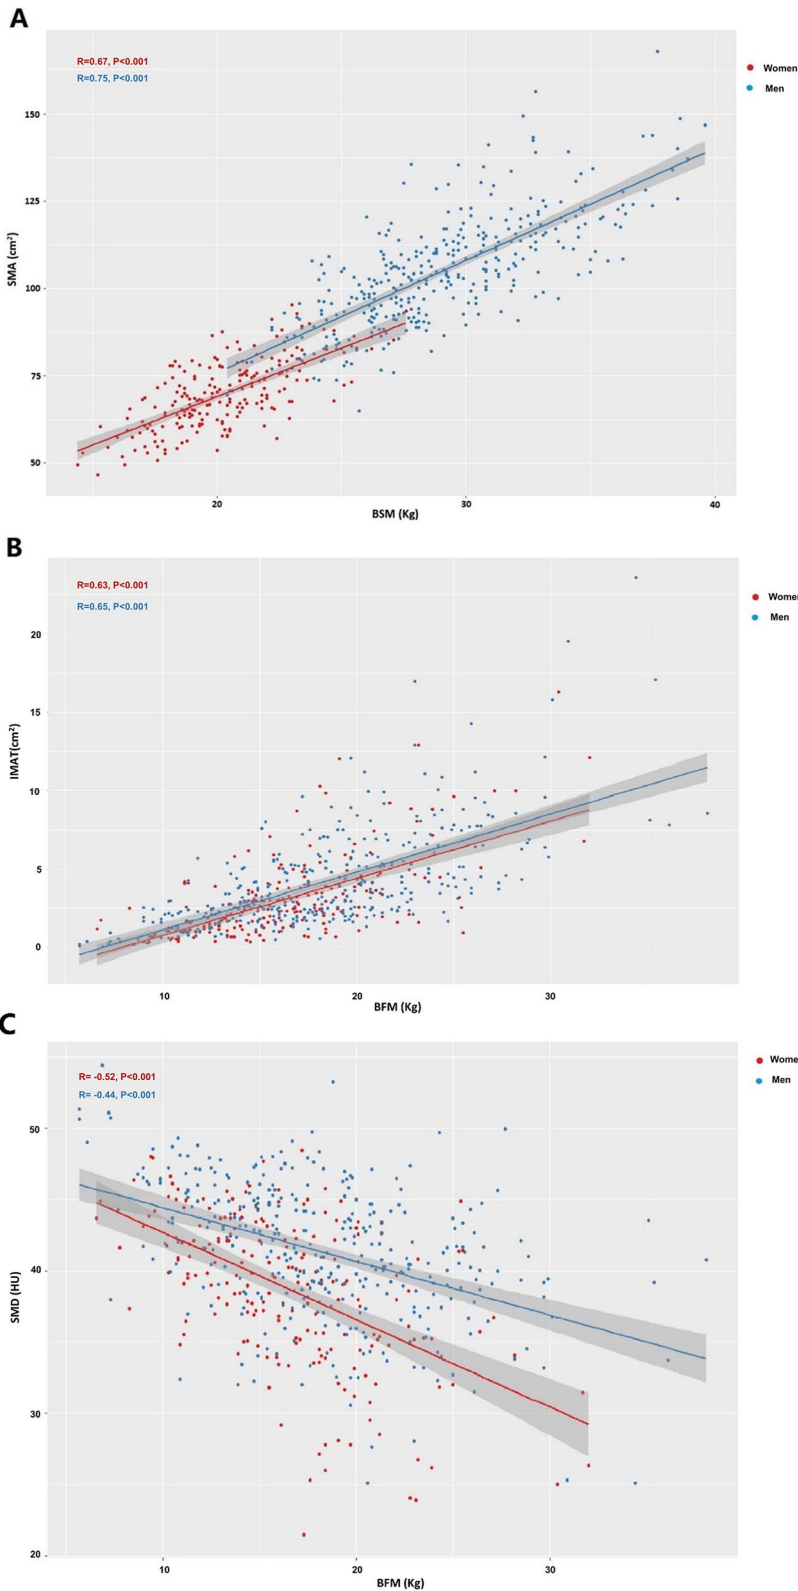 A
R=0.67, P<0.001
R=0.75, P<0.001
Women
Men
150
125
100
75
50
SMA (cm²)
20 30 40
BSM (Kg)
B
R=0.63, P<0.001
R=0.65, P<0.001
Women
Men
20
15
10
5
0
IMAT(cm²)
10 20 30
BFM (Kg)
C
R= -0.52, P<0.001
R= -0.44, P<0.001
Wome
Men
50
40
30
20
SMD (HU)
10 20 30
BFM (Kg)